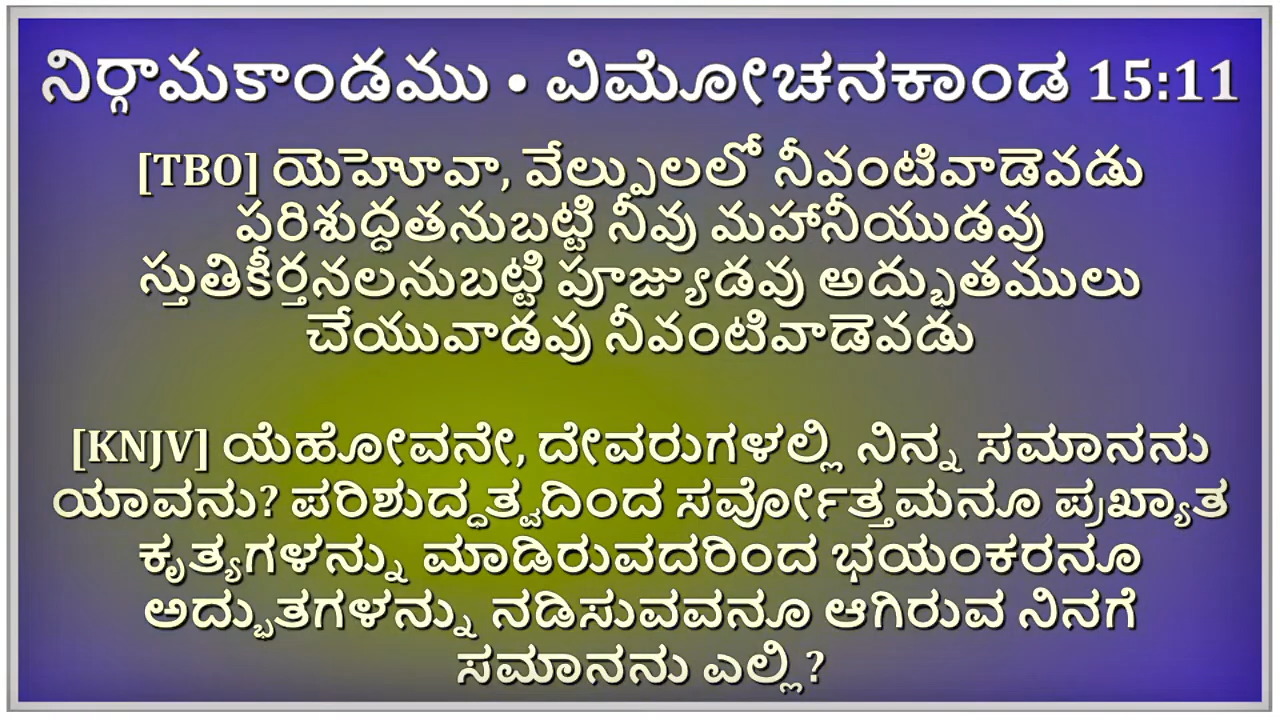 నిర్గామకాండము • ವಿಮೋಚನಕಾಂಡ 15:11
[TBO] యెహోవా, వేల్పులలో నీవంటివాడెవడు
పరిశుద్ధతనుబట్టి నీవు మహానీయుడవు
స్తుతికీర్తనలనుబట్టి పూజ్యుడవు అద్భుతములు
చేయువాడవు నీవంటివాడెవడు
[KNJV] ಯೆಹೋವನೇ, ದೇವರುಗಳಲ್ಲಿ ನಿನ್ನ ಸಮಾನನು
ಯಾವನು? ಪರಿಶುದ್ಧತ್ವದಿಂದ ಸರ್ವೋತ್ತಮನೂ ಪ್ರಖ್ಯಾತ
ಕೃತ್ಯಗಳನ್ನು ಮಾಡಿರುವದರಿಂದ ಭಯಂಕರನೂ
ಅದ್ಭುತಗಳನ್ನು ನಡಿಸುವವನೂ ಆಗಿರುವ ನಿನಗೆ
ಸಮಾನನು ಎಲ್ಲಿ?